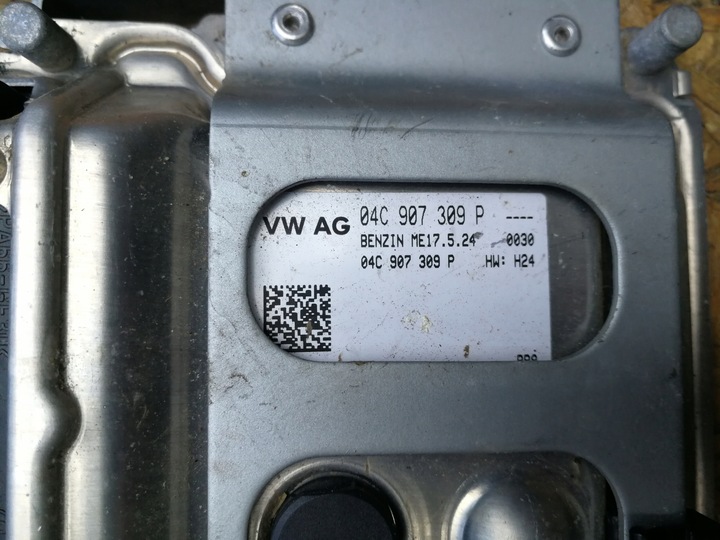 VW AG 04C 907 309 P ----
BENZIN ME17.5.24 0030
04C 907 309 P HW: H24